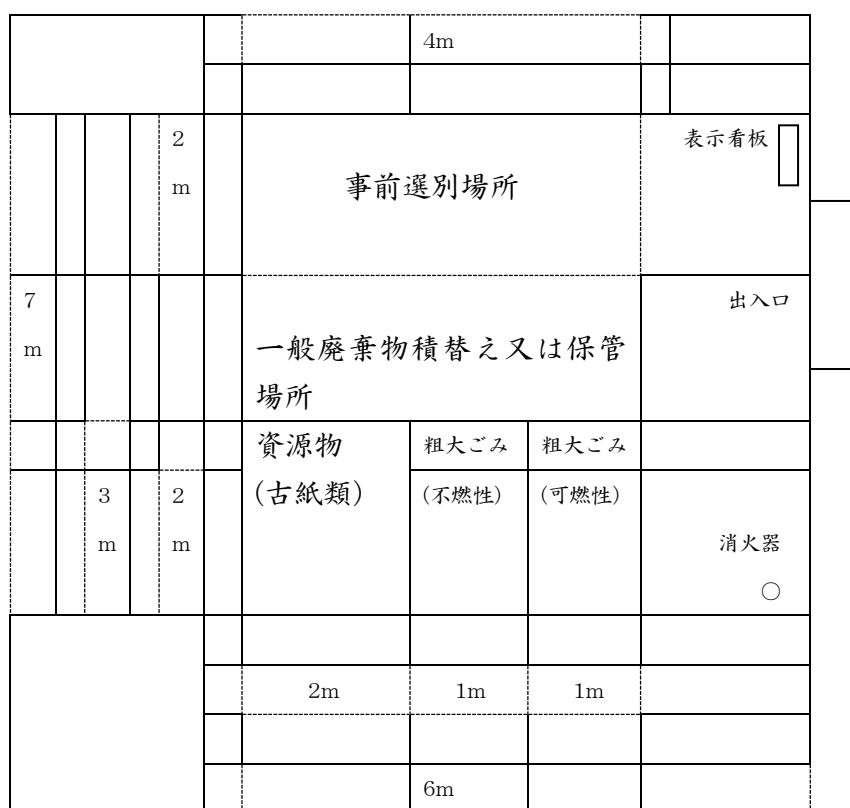 4m
2
m
事前選別場所
表示看板
7
m
出入口
一般廃棄物積替え又は保管
場所
資源物
(古紙類)
粗大ごみ
(不燃性)
粗大ごみ
(可燃性)
3
m
2
m
消火器
○
2m
1m
1m
6m